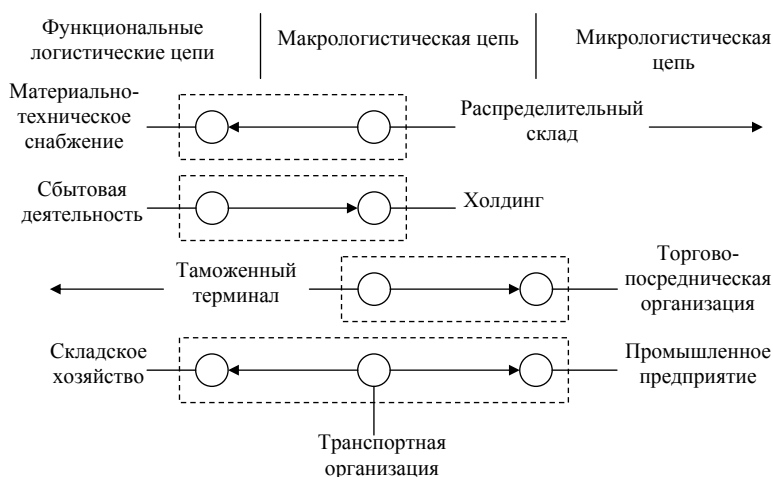 Функциональные
логистические цепи
Макрологистическая цепь
Микрологистическая
цепь
Материально-
техническое
снабжение
Распределительный
склад
Сбытовая
деятельность
Холдинг
Таможенный
терминал
Торгово-
посредническая
организация
Складское
хозяйство
Промышленное
предприятие
Транспортная
организация